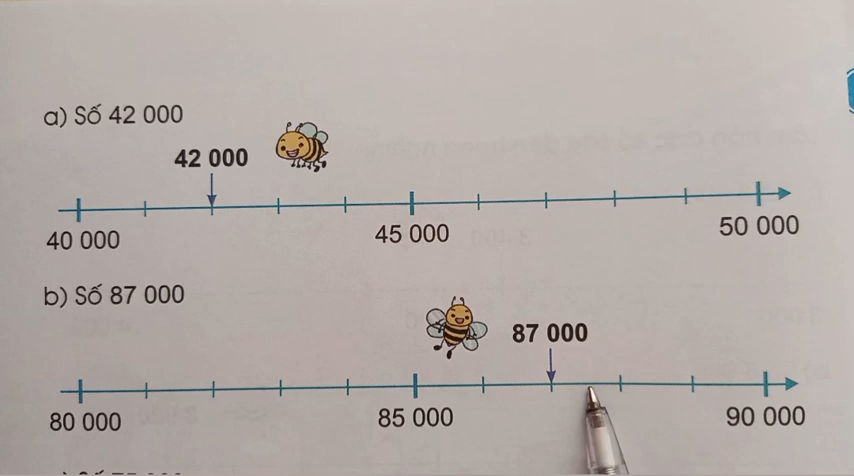 a) Số 42 000
42 000
40 000 45 000 50 000
b) Số 87 000
87 000
80 000 85 000 90 000